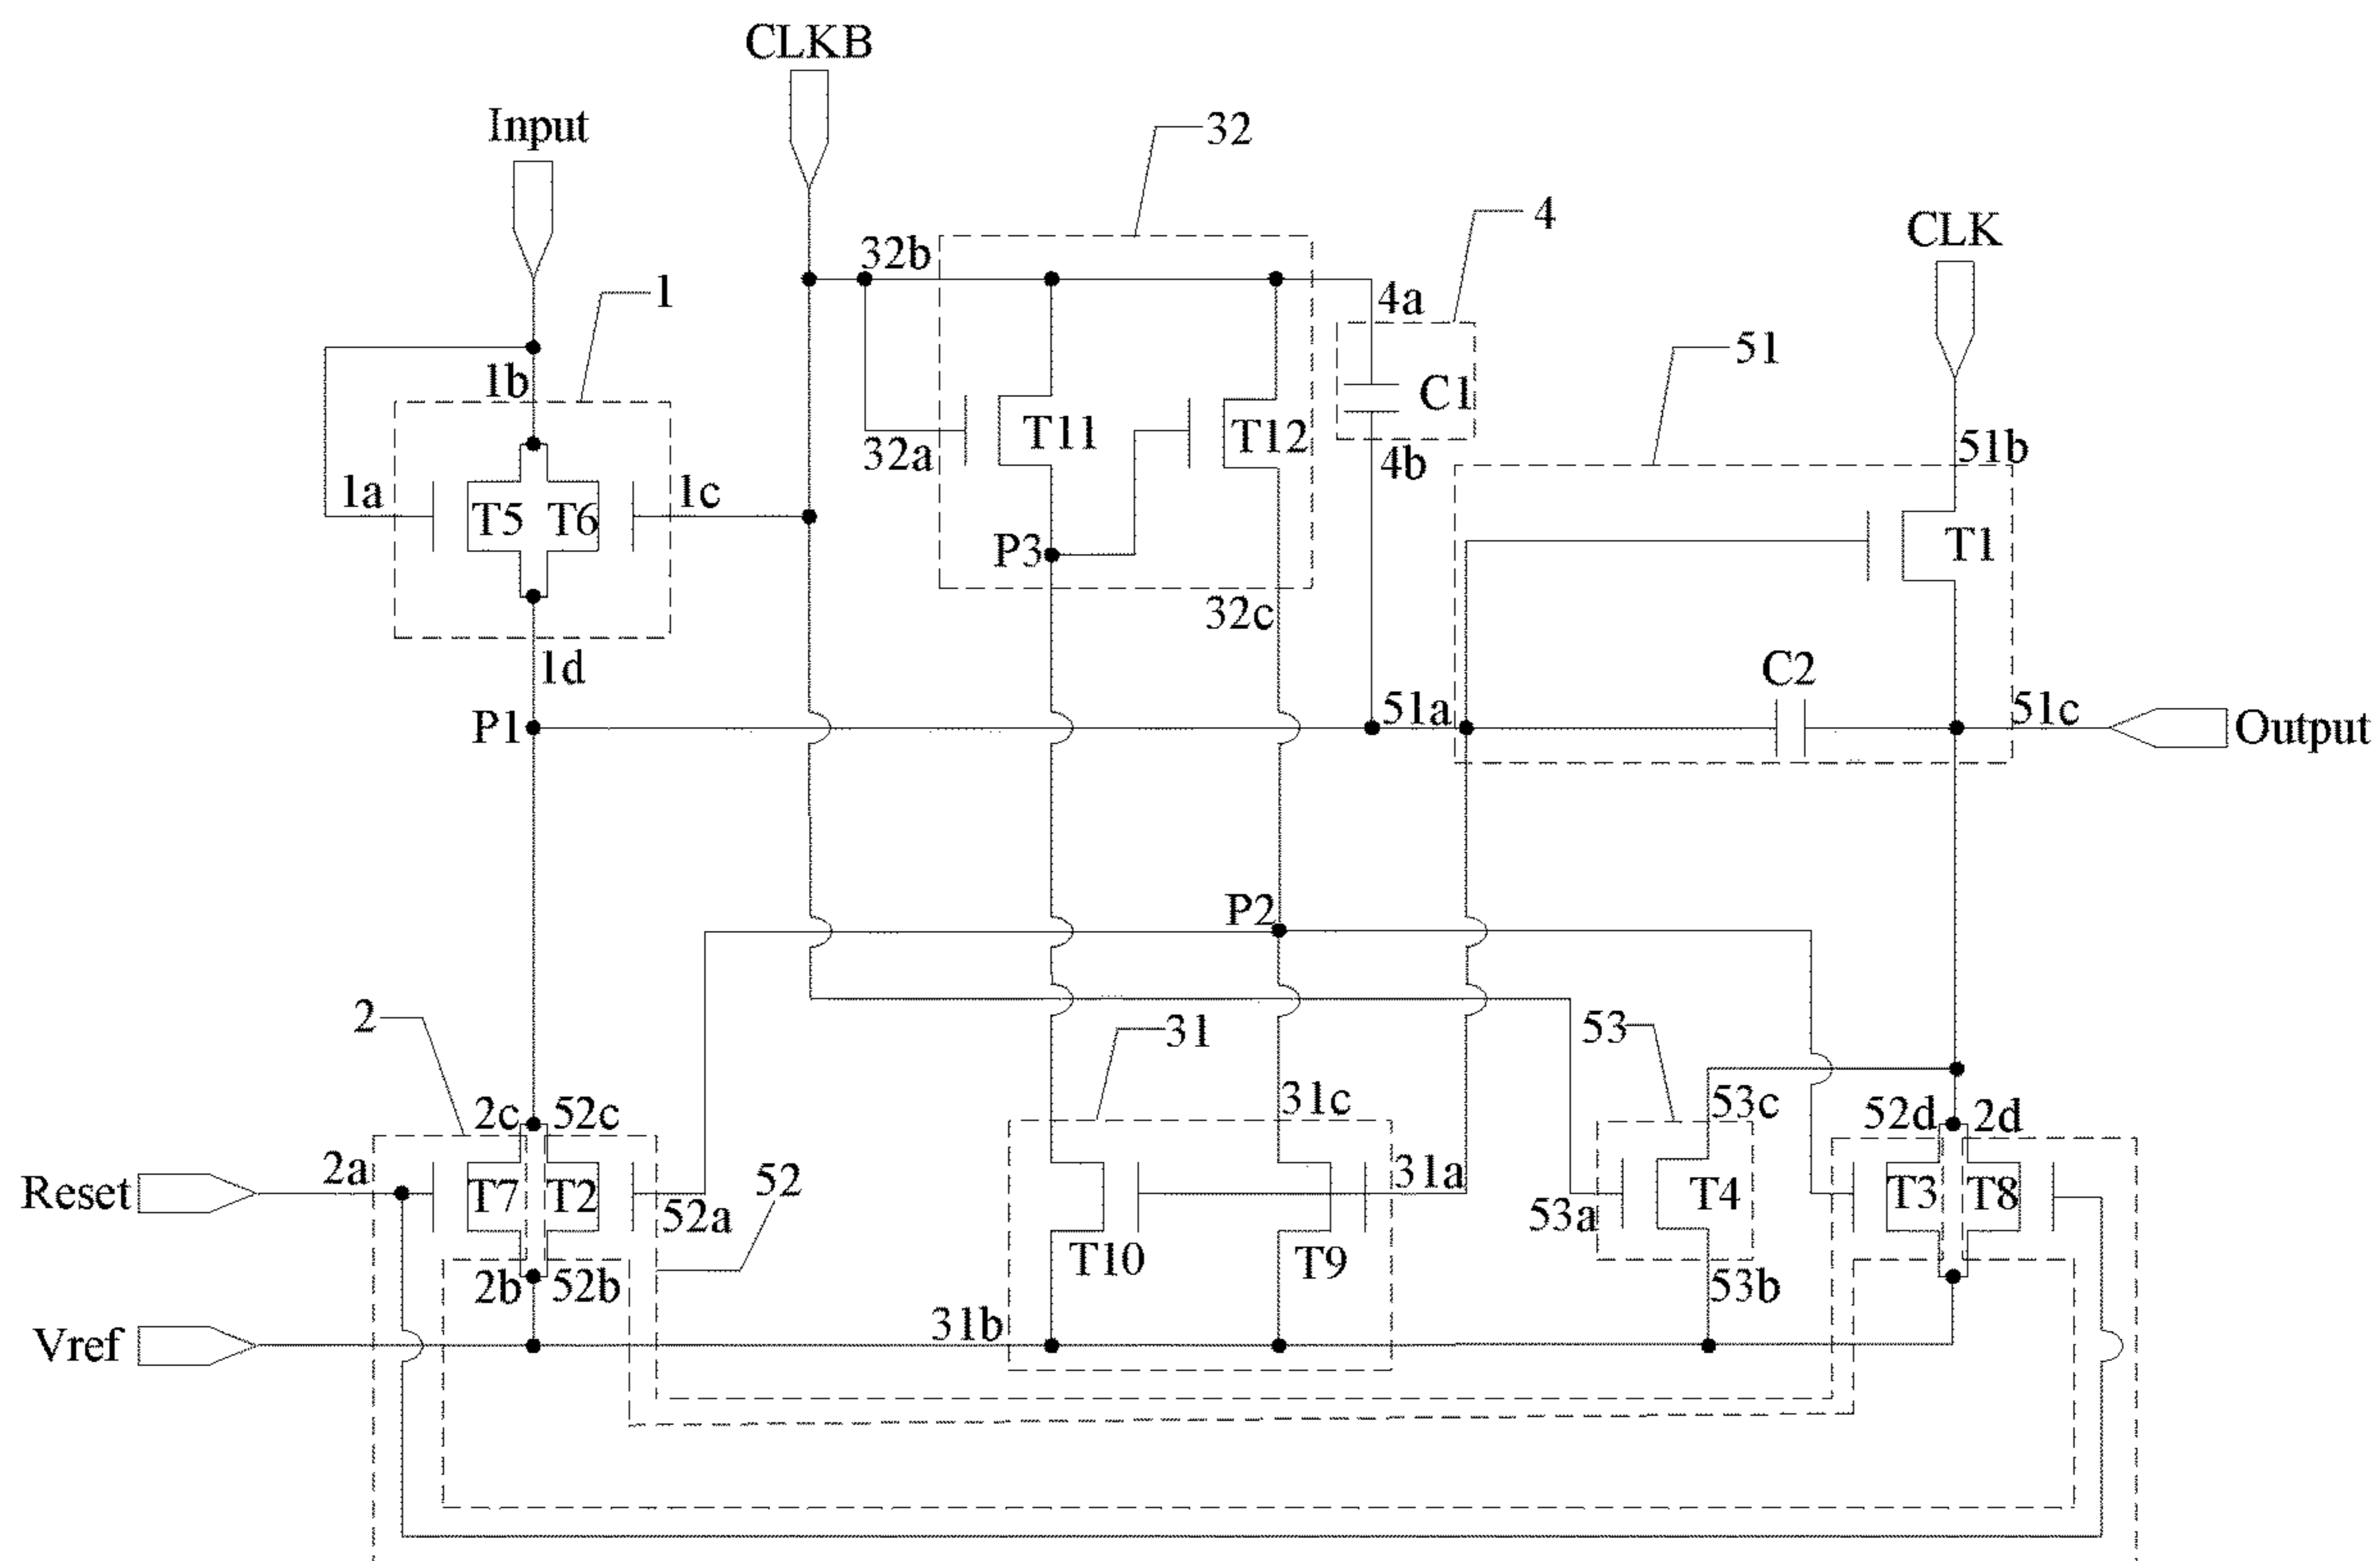 CLKB
Input
32
4
CLK
32b
1
4a
51
1b
C1
T11
T12
32a
51b
4b
1a
T5
T6
1c
T1
P3
32c
1d
C2
P1
51a
51c
Output
P2
2
31
53
2c
52c
31c
53c
52d
2d
2a
31a
52
Reset
T7
T2
T4
T3
T8
52a
53a
T10
T9
2b
52b
53b
31b
Vref